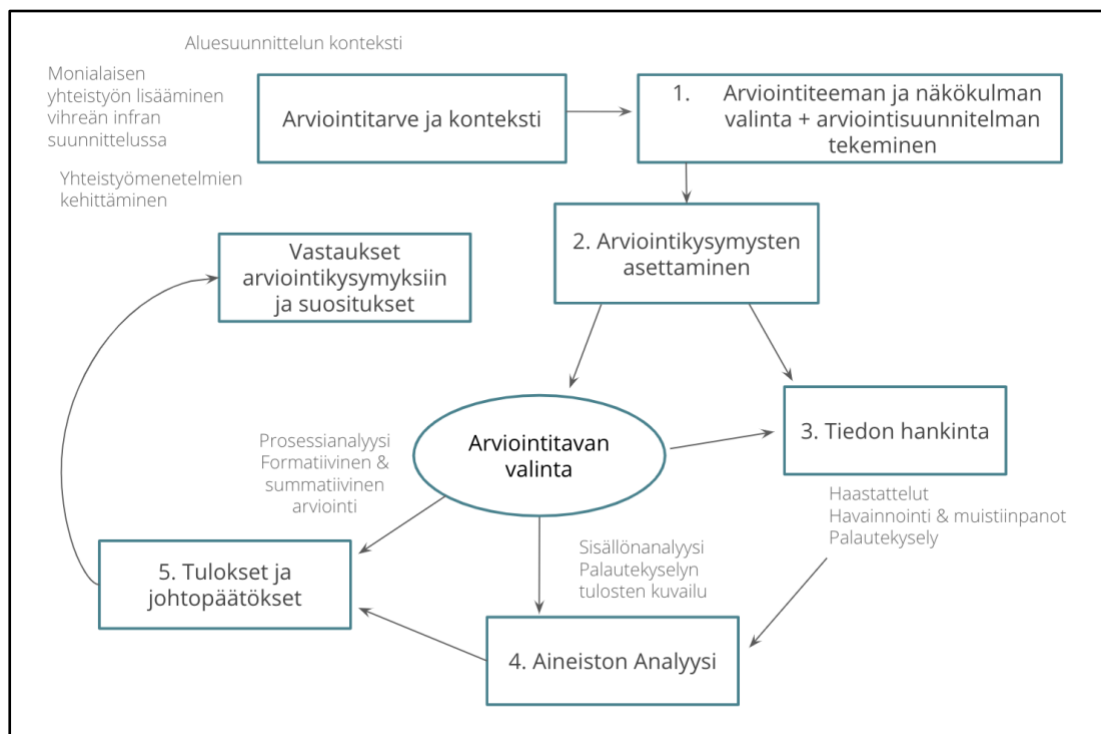 Aluesuunnittelun konteksti
Monialaisen
yhteistyön lisääminen
vihreän infran
suunnittelussa
Yhteistyömenetelmien
kehittäminen
Arviointitarve ja konteksti
1. Arviointiteeman ja näkökulman
valinta + arviointisuunnitelman
tekeminen
2. Arviointikysymysten
asettaminen
Vastaukset
arviointikysymyksiin
ja suositukset
Arviointitavan
valinta
3. Tiedon hankinta
Prosessianalyysi
Formatiivinen &
summatiivinen
arviointi
Haastattelut
Havainnointi & muistiinpanot
Palautekysely
Sisällönanalyysi
Palautekyselyn
tulosten kuvailu
5. Tulokset ja
johtopäätökset
4. Aineiston Analyysi